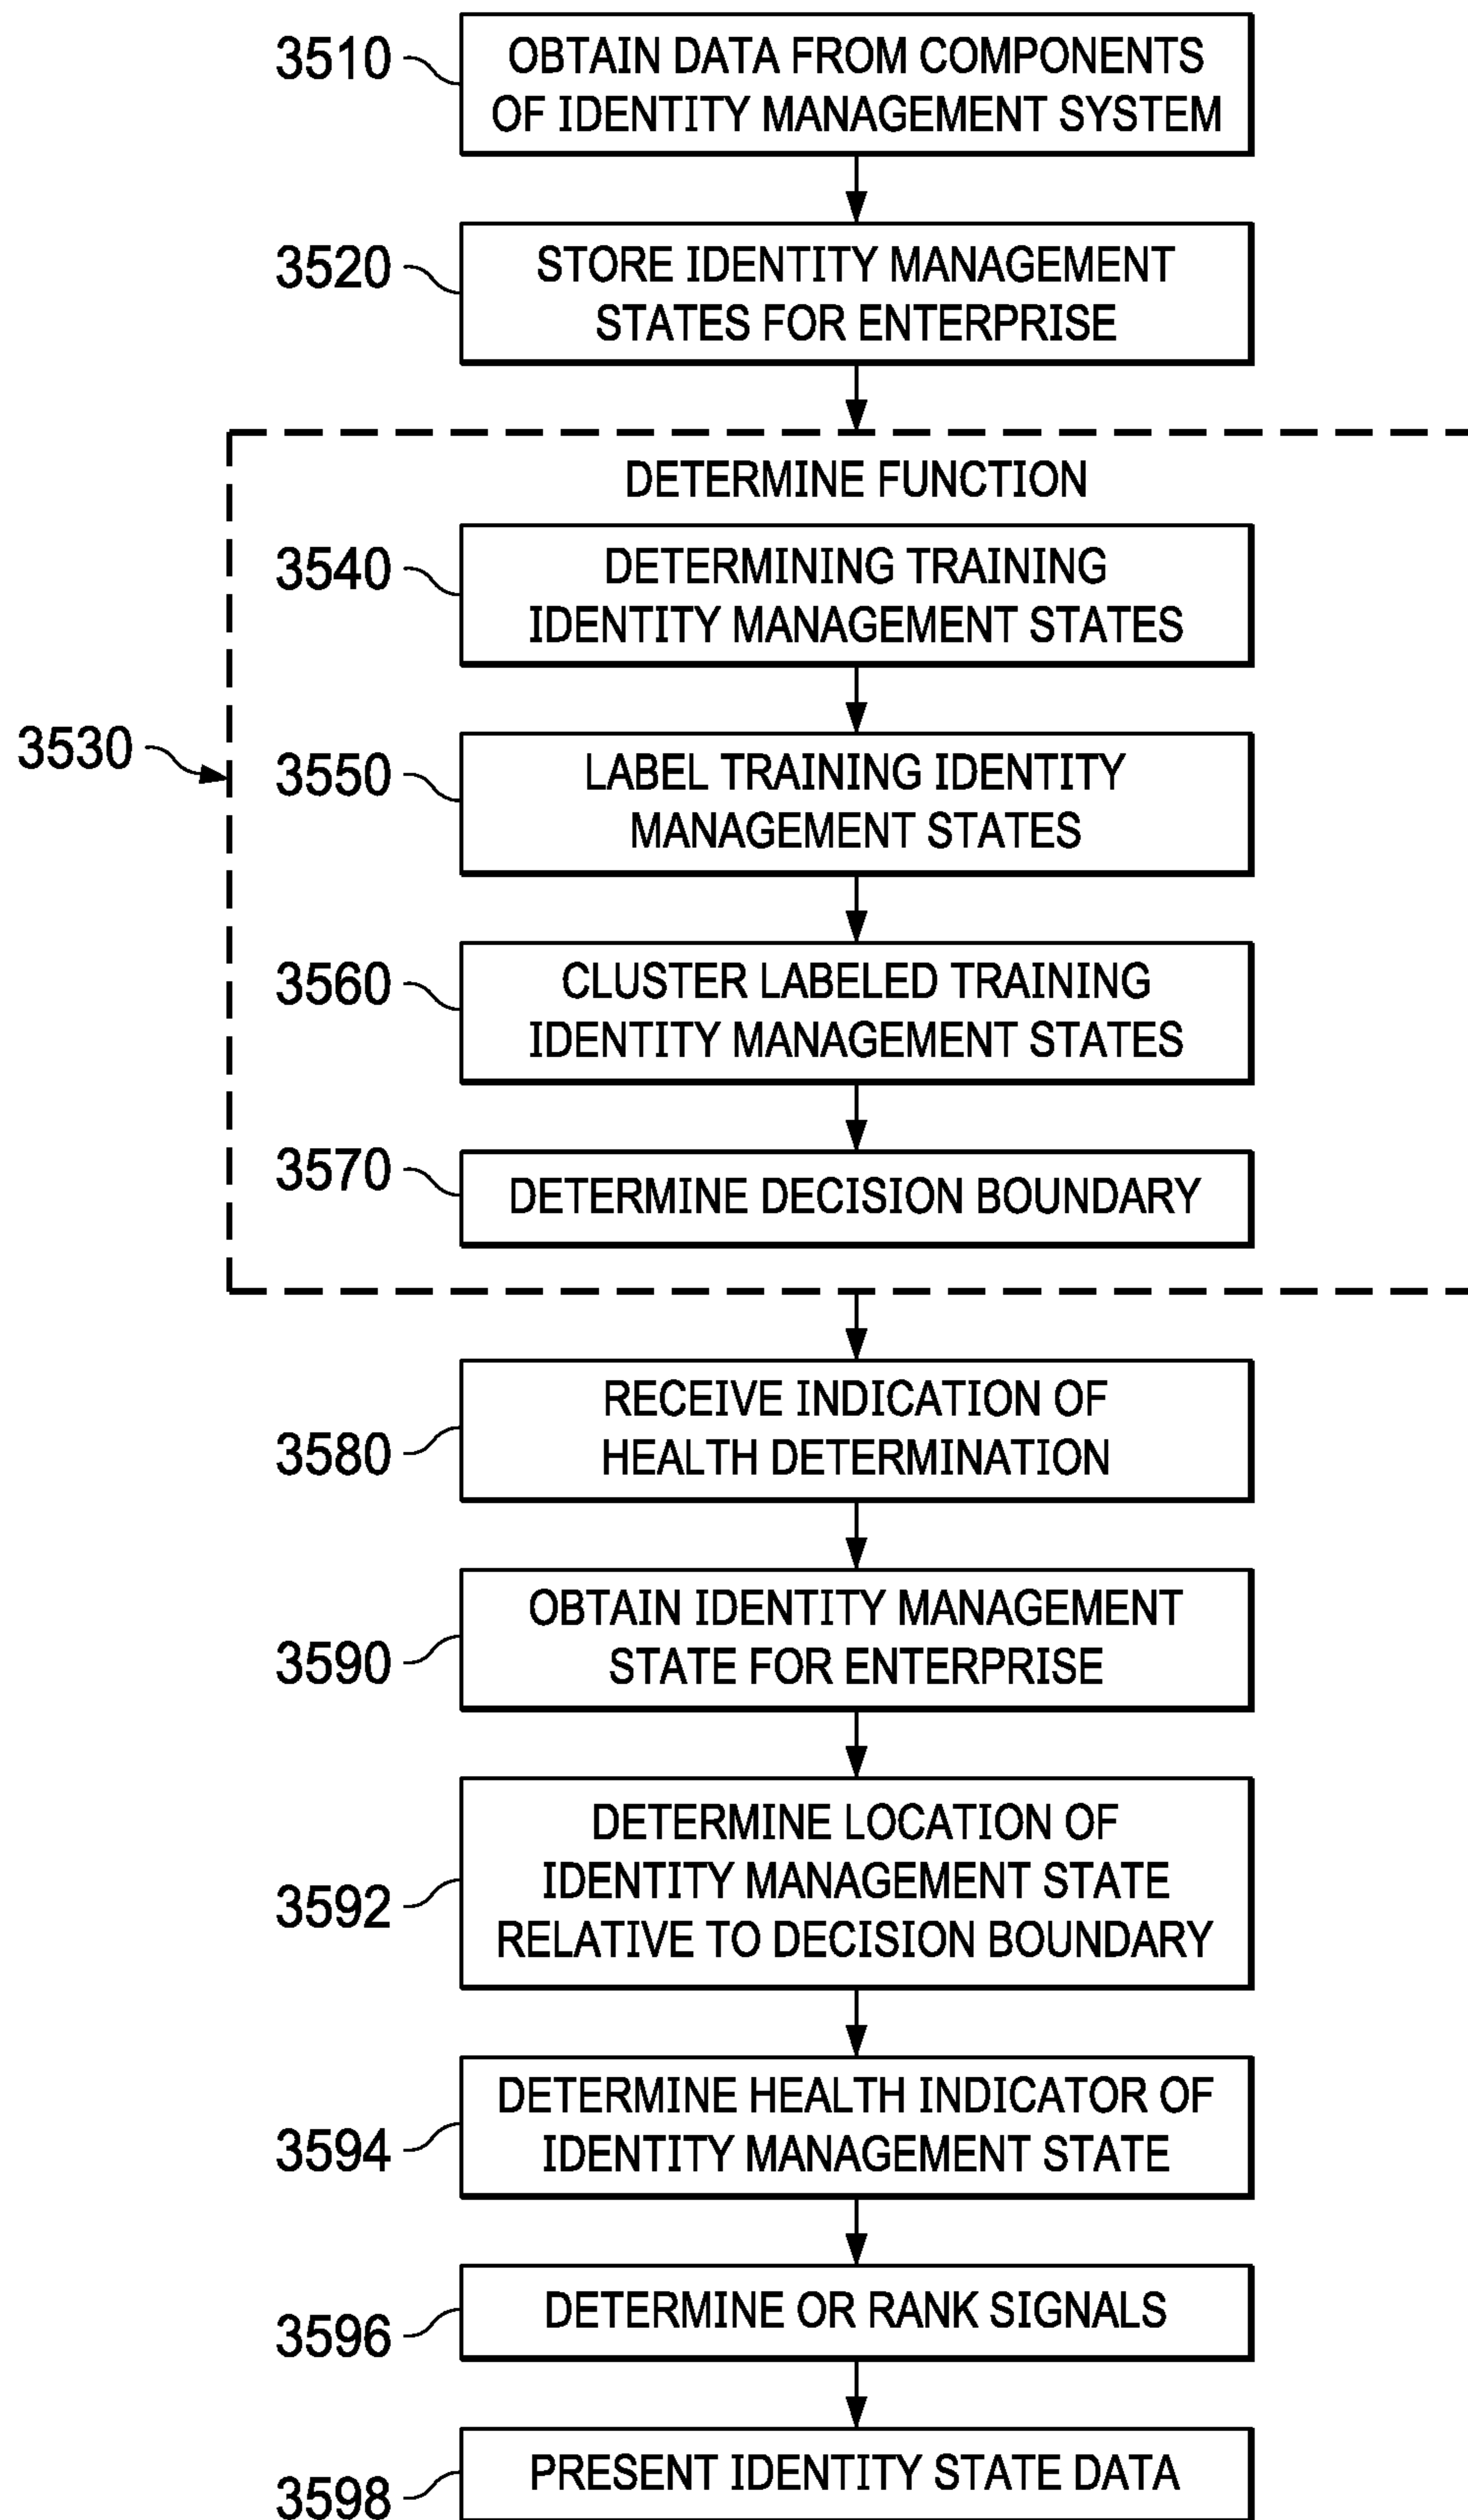 3510
OBTAIN DATA FROM COMPONENTS
OF IDENTITY MANAGEMENT SYSTEM
3520
STORE IDENTITY MANAGEMENT
STATES FOR ENTERPRISE
3530
DETERMINE FUNCTION
3540
DETERMINING TRAINING
IDENTITY MANAGEMENT STATES
3550
LABEL TRAINING IDENTITY
MANAGEMENT STATES
3560
CLUSTER LABELED TRAINING
IDENTITY MANAGEMENT STATES
3570
DETERMINE DECISION BOUNDARY
3580
RECEIVE INDICATION OF
HEALTH DETERMINATION
3590
OBTAIN IDENTITY MANAGEMENT
STATE FOR ENTERPRISE
3592
DETERMINE LOCATION OF
IDENTITY MANAGEMENT STATE
RELATIVE TO DECISION BOUNDARY
3594
DETERMINE HEALTH INDICATOR OF
IDENTITY MANAGEMENT STATE
3596
DETERMINE OR RANK SIGNALS
3598
PRESENT IDENTITY STATE DATA